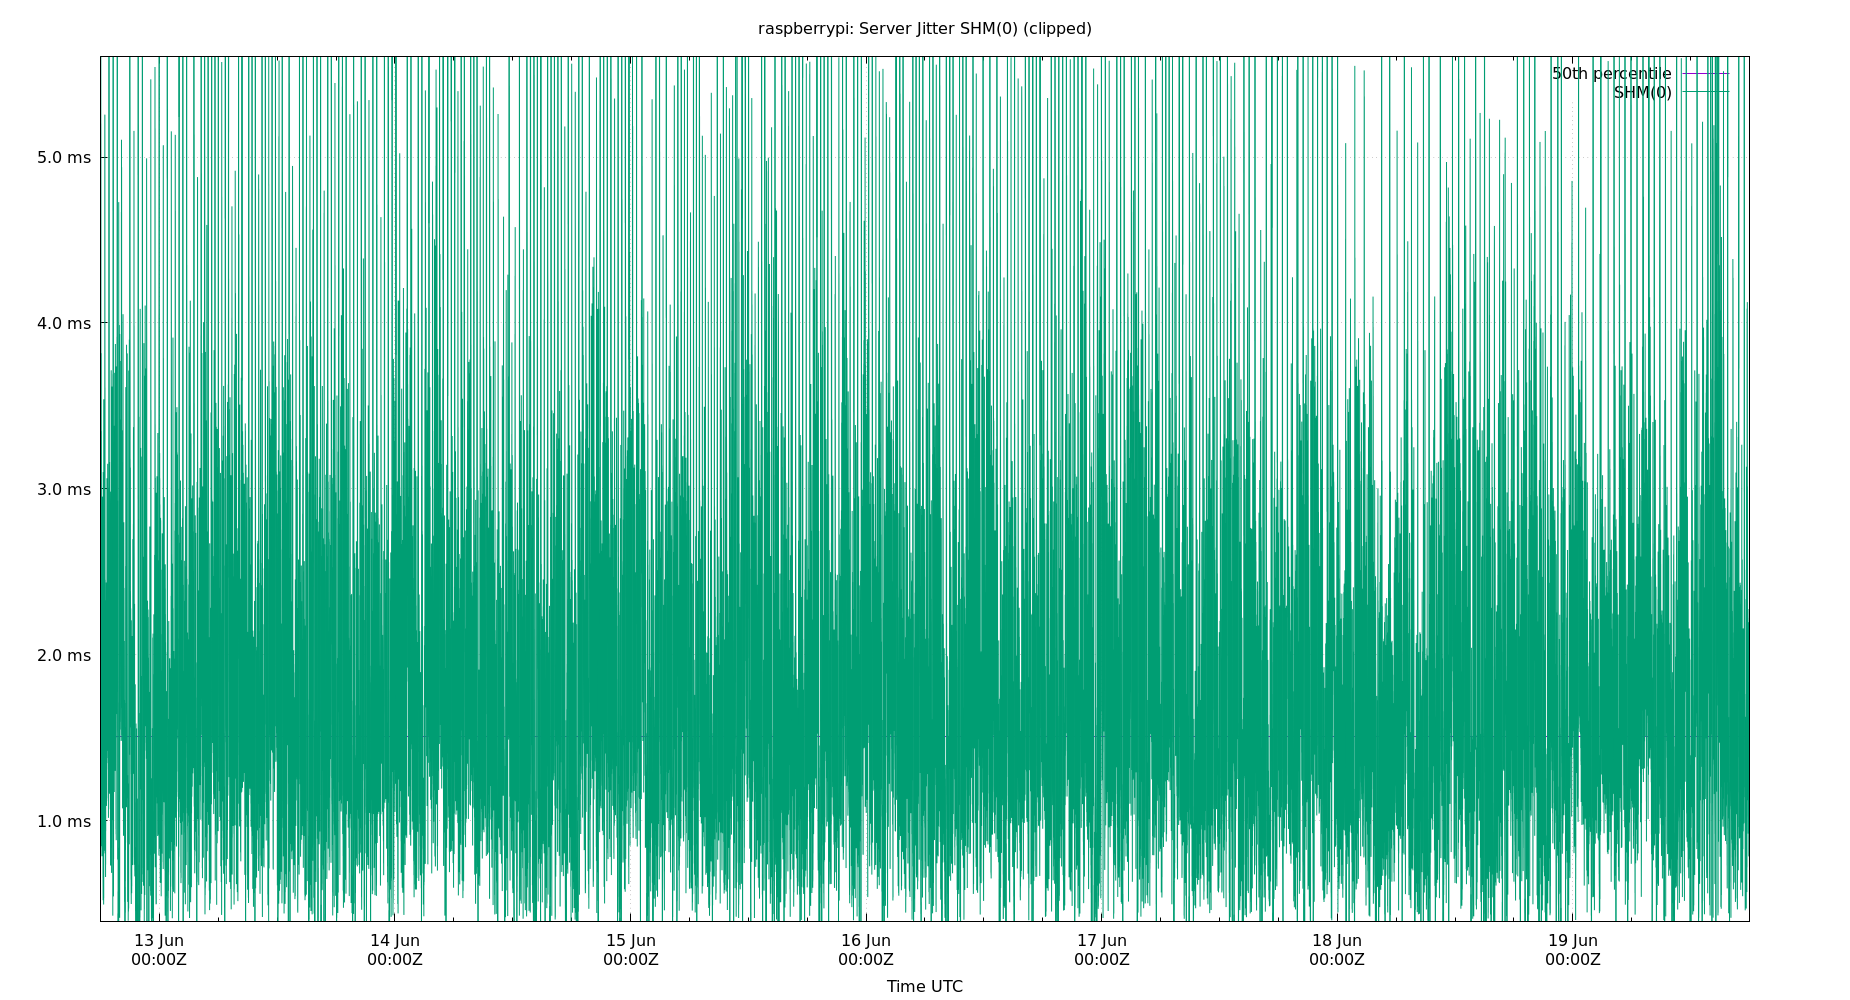 raspberrypi: Server Jitter SHM(0) (clipped)
50th percentile
SHM(0)
5.0 ms
4.0 ms
3.0 ms
2.0 ms
1.0 ms
13 Jun 14 Jun 15 Jun 16 Jun 17 Jun 18 Jun 19 Jun
00:00Z 00:00Z 00:00Z 00:00Z 00:00Z 00:00Z 00:00Z
Time UTC